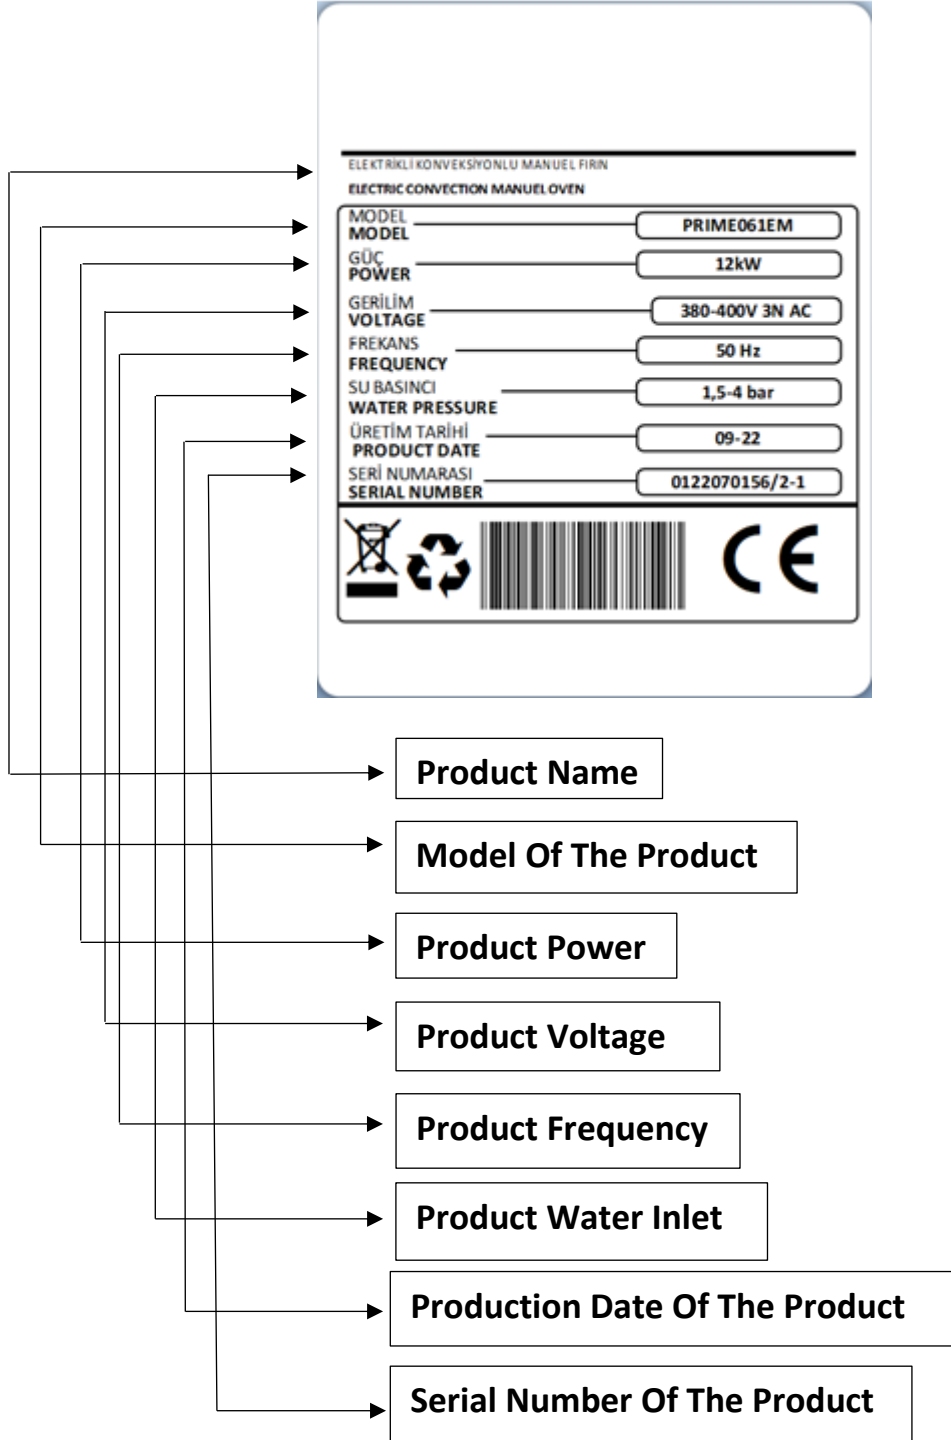 ELEKTRİKLİ KONVEKSİYONLU MANUEL FIRIN
ELECTRIC CONVECTION MANUEL OVEN
MODEL
MODEL
PRIME061EM
GÜÇ
POWER
12kW
GERİLİM
VOLTAGE
380-400V 3N AC
FREKANS
FREQUENCY
50 Hz
SU BASINCI
WATER PRESSURE
1,5-4 bar
ÜRETİM TARİHİ
PRODUCT DATE
09-22
SERİ NUMARASI
SERIAL NUMBER
0122070156/2-1
CE
Product Name
Model Of The Product
Product Power
Product Voltage
Product Frequency
Product Water Inlet
Production Date Of The Product
Serial Number Of The Product